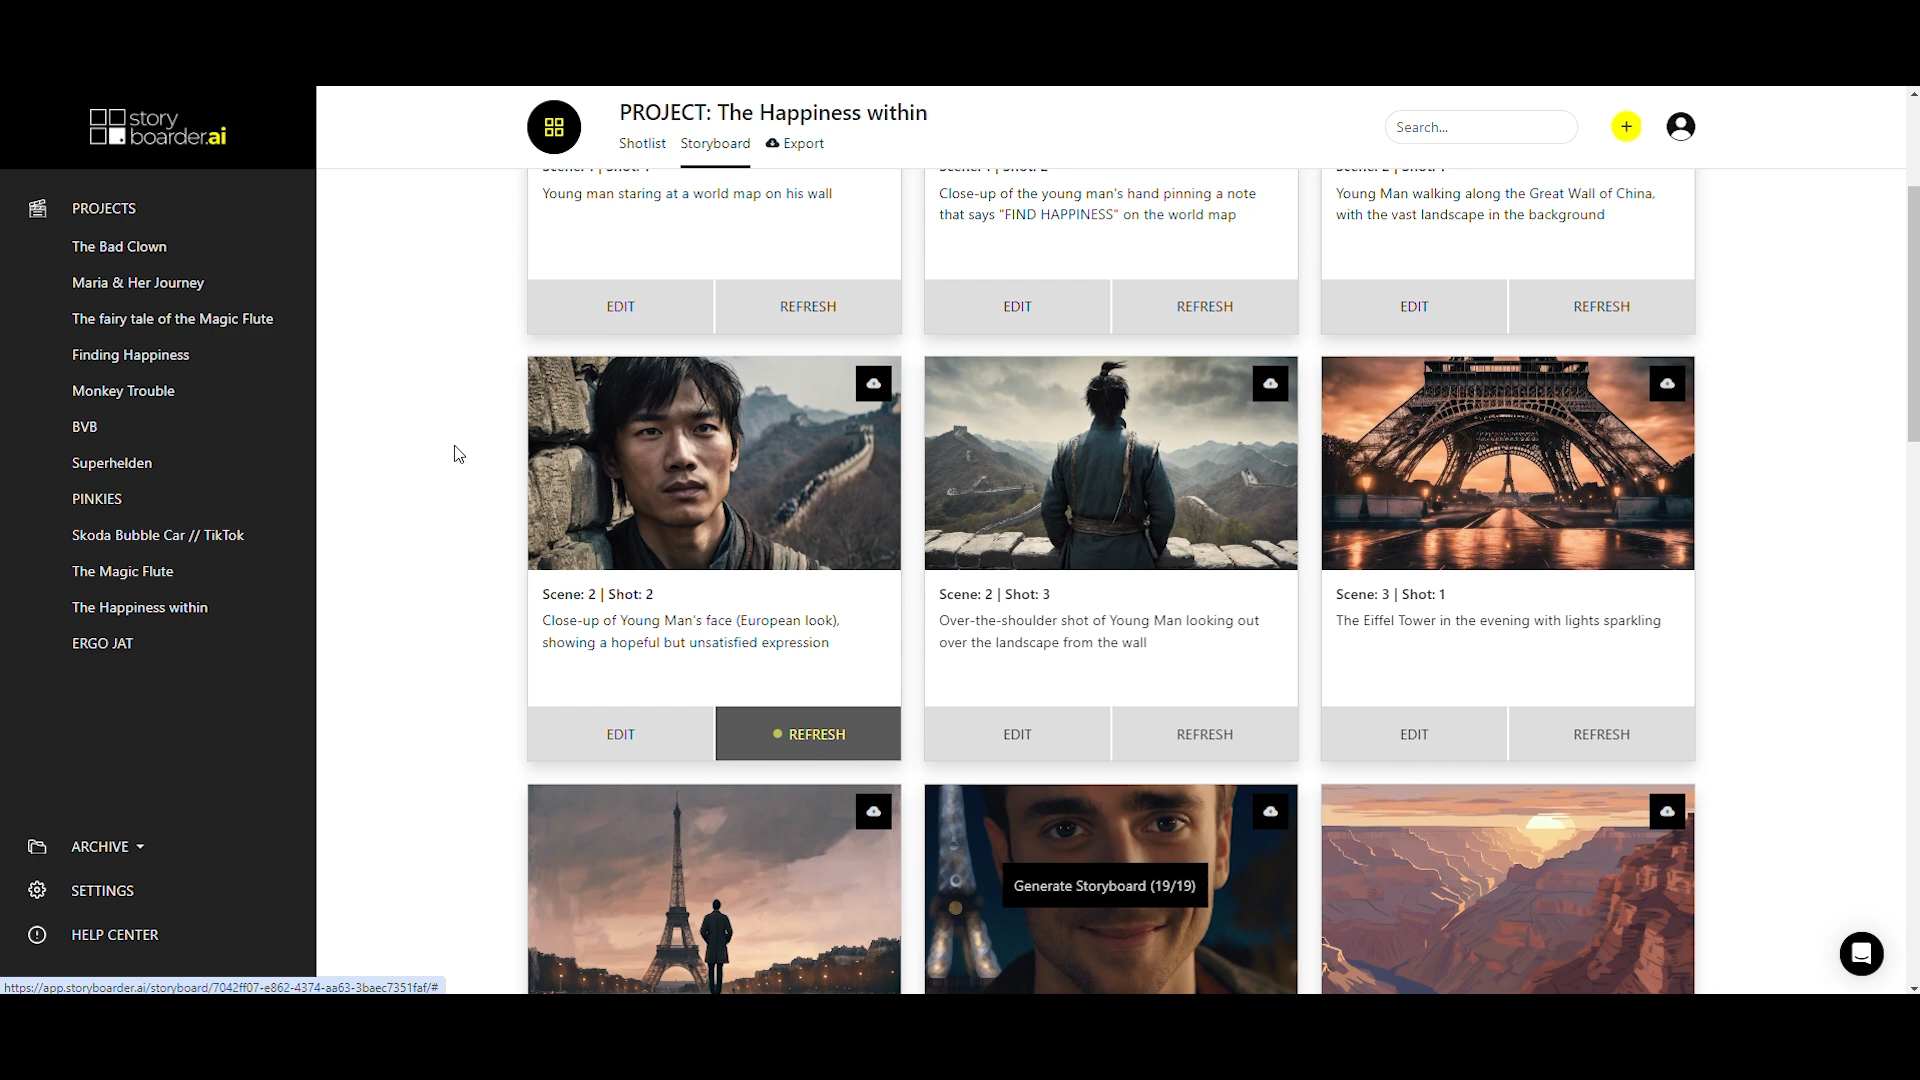 story
boarder.ai
PROJECT: The Happiness within
Shotlist Storyboard Export
Search...
+
PROJECTS
The Bad Clown
Maria & Her Journey
The fairy tale of the Magic Flute
Finding Happiness
Monkey Trouble
BVB
Superhelden
PINKIES
Skoda Bubble Car // TikTok
The Magic Flute
The Happiness within
ERGO JAT
ARCHIVE
SETTINGS
HELP CENTER
https://app.storyboarder.ai/storyboard/7042ff07-e862-4374-aa63-3baec7351faf/#
Young man staring at a world map on his wall
EDIT REFRESH
Close-up of the young man's hand pinning a note
that says "FIND HAPPINESS" on the world map
EDIT REFRESH
Young Man walking along the Great Wall of China,
with the vast landscape in the background
EDIT REFRESH
Scene: 2 | Shot: 2
Close-up of Young Man's face (European look),
showing a hopeful but unsatisfied expression
EDIT REFRESH
Scene: 2 | Shot: 3
Over-the-shoulder shot of Young Man looking out
over the landscape from the wall
EDIT REFRESH
Scene: 3 | Shot: 1
The Eiffel Tower in the evening with lights sparkling
EDIT REFRESH
Generate Storyboard (19/19)